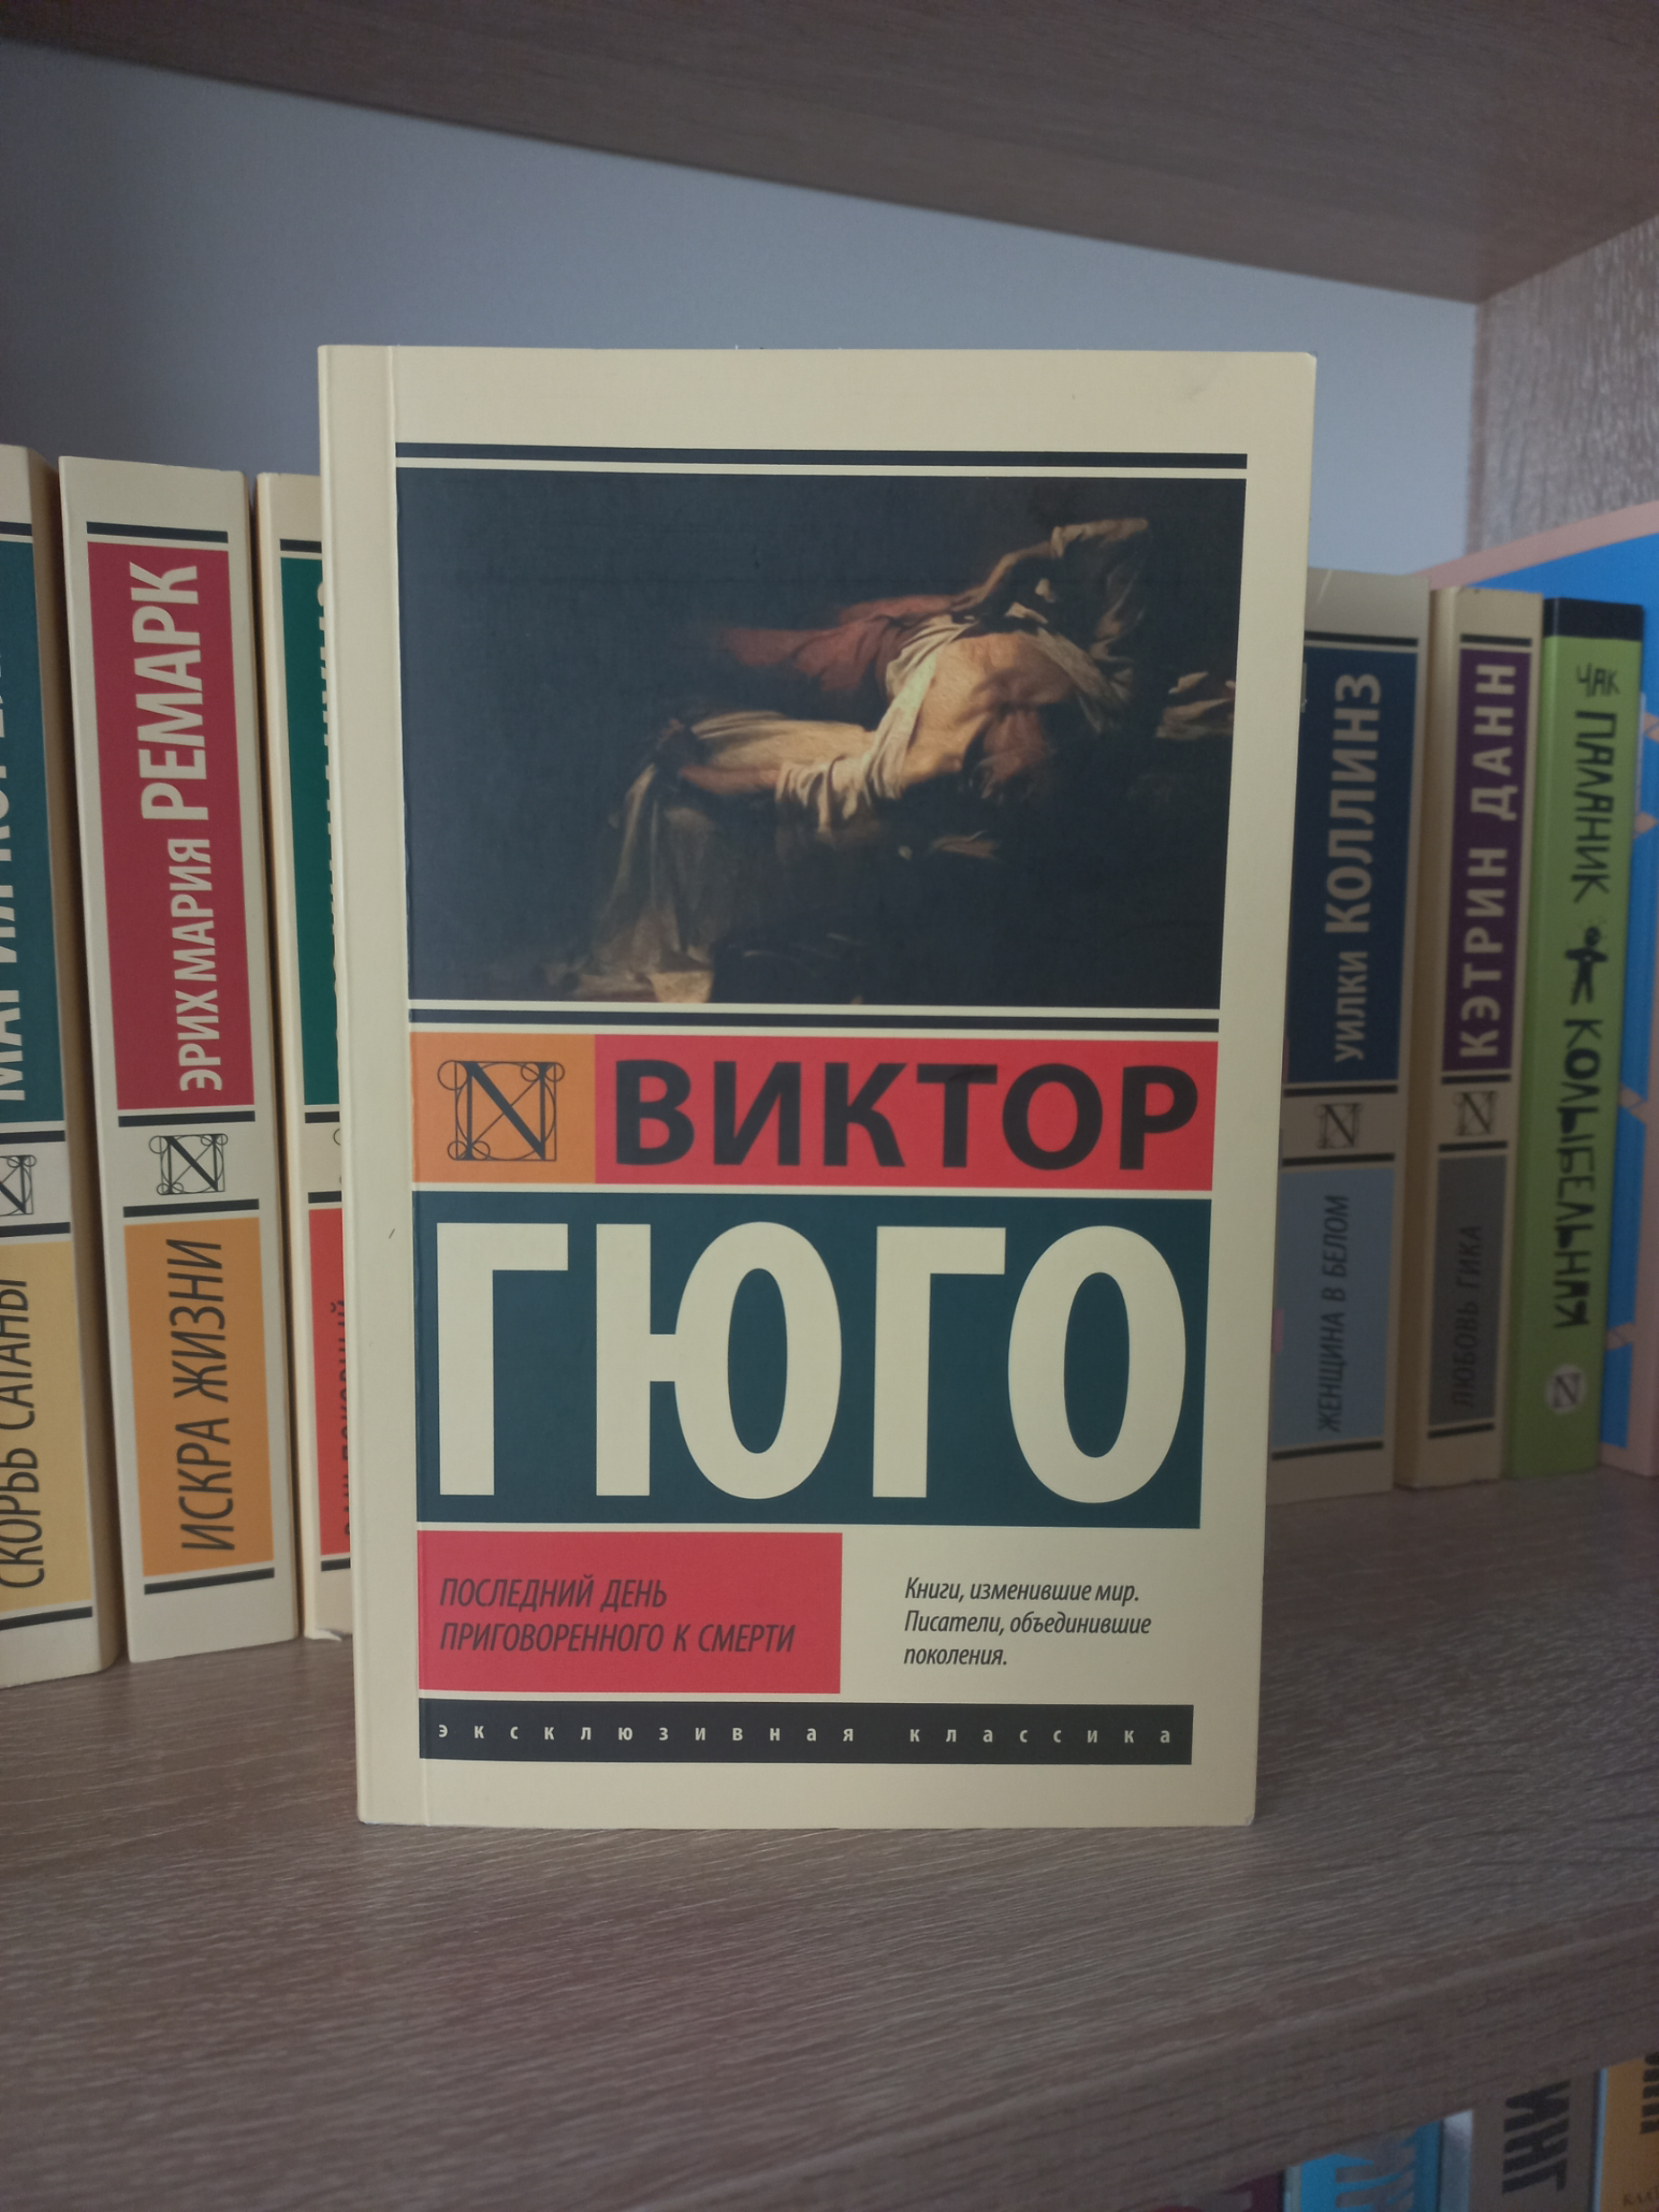 ВИКТОР
ГЮГО
ПОСЛЕДНИЙ ДЕНЬ
ПРИГОВОРЕННОГО К СМЕРТИ
Книги, изменившие мир.
Писатели, объединившие
поколения.
эксклюзивная классика
СКОРБЬ САТАНЫ
ЭРИХ МАРИЯ РЕМАРК
N
ИСКРА ЖИЗНИ
УИЛКИ КОЛЛИНЗ
N
ЖЕНЩИНА В БЕЛОМ
КЭТРИН ДАНН
N
ЛЮБОВЬ ГИКА
ЧАК ПАЛАНИК
КОЛЫБЕЛЬНАЯ
N